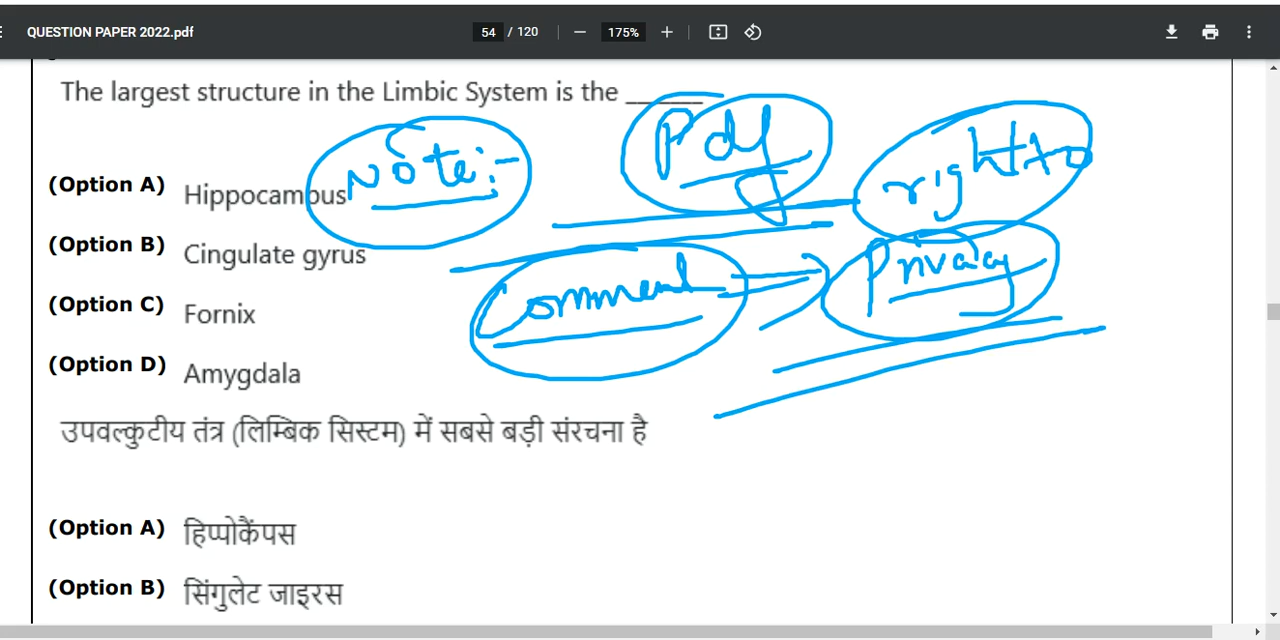 QUESTION PAPER 2022.pdf 54 / 120 175%
The largest structure in the Limbic System is the ______
(Option A) Hippocampus
(Option B) Cingulate gyrus
(Option C) Fornix
(Option D) Amygdala
Note:-
Pdf
right to
Comment
Privacy
उपवल्कुटीय तंत्र (लिम्बिक सिस्टम) में सबसे बड़ी संरचना है
(Option A) हिप्पोकैंपस
(Option B) सिंगुलेट जाइरस